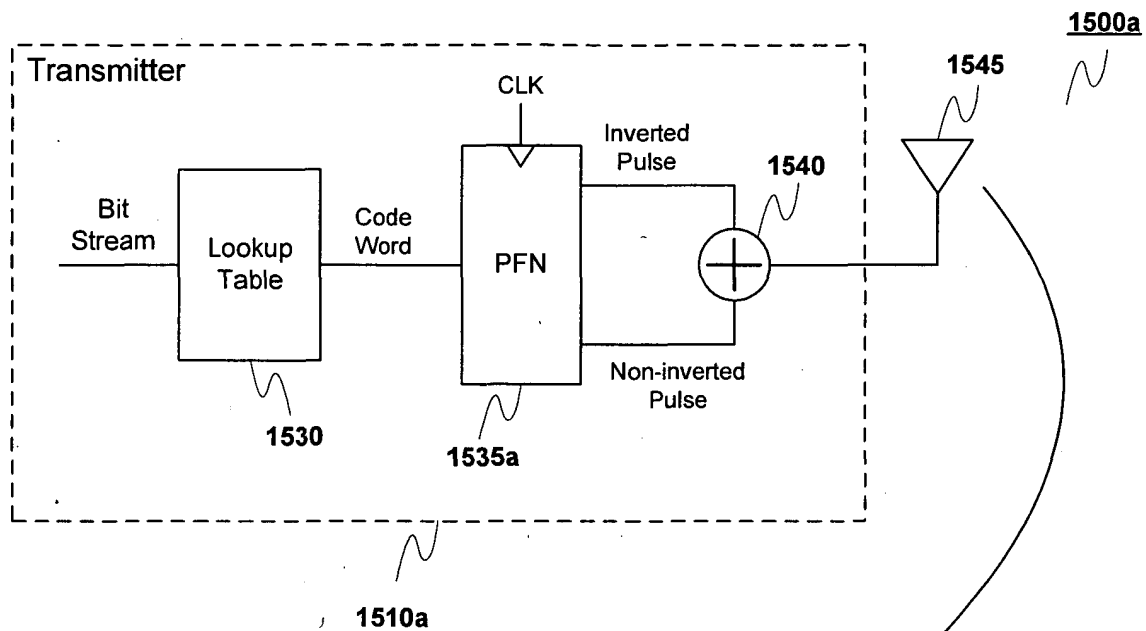 1500a
Transmitter
1545
CLK
Inverted
Pulse
1540
Bit
Stream
Lookup
Table
Code
Word
PFN
Non-inverted
Pulse
1530
1535a
1510a